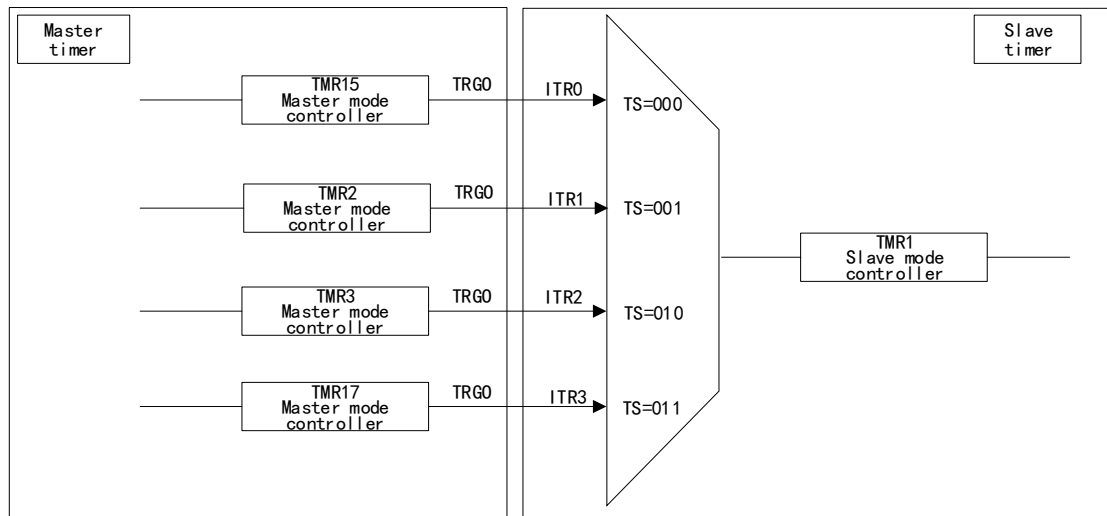 Master
timer
Slave
timer
TMR15
Master mode
controller
TRGO
ITR0
TS=000
TMR2
Master mode
controller
TRGO
ITR1
TS=001
TMR1
Slave mode
controller
TMR3
Master mode
controller
TRGO
ITR2
TS=010
TMR17
Master mode
controller
TRGO
ITR3
TS=011